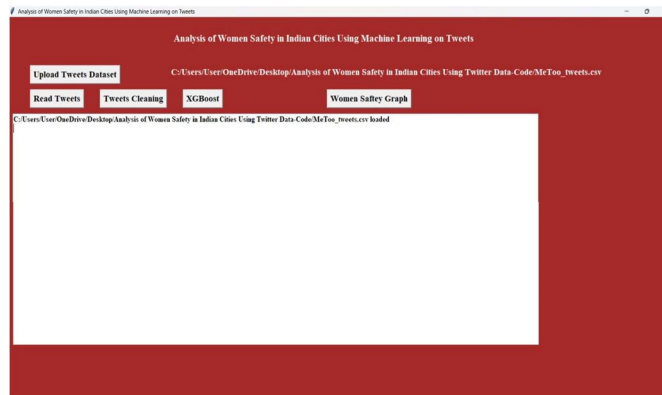 Analysis of Women Safety in Indian Cities Using Machine Learning on Tweets
Analysis of Women Safety in Indian Cities Using Machine Learning on Tweets
Upload Tweets Dataset C:/Users/User/OneDrive/Desktop/Analysis of Women Safety in Indian Cities Using Twitter Data-Code/MeToo_tweets.csv
Read Tweets Tweets Cleaning XGBoost Women Saftey Graph
C:/Users/User/OneDrive/Desktop/Analysis of Women Safety in Indian Cities Using Twitter Data-Code/MeToo_tweets.csv loaded